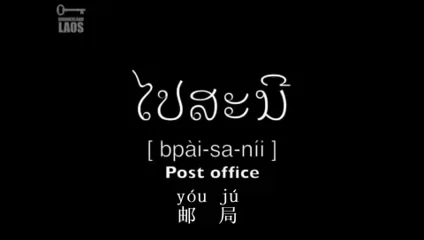 LAOS
ໄປສະນີ
[ bpài-sa-níi ]
Post office
yóu jú
邮 局